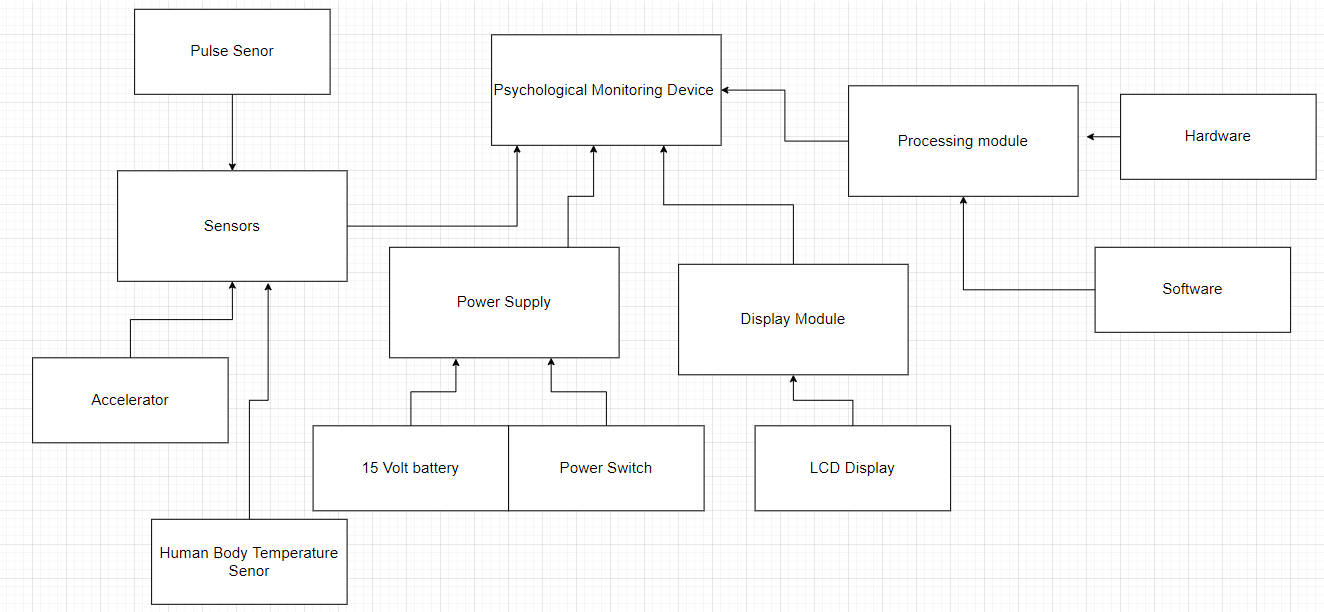 Pulse Senor
Psychological Monitoring Device
Processing module
Hardware
Sensors
Power Supply
Display Module
Software
Accelerator
15 Volt battery
Power Switch
LCD Display
Human Body Temperature
Senor